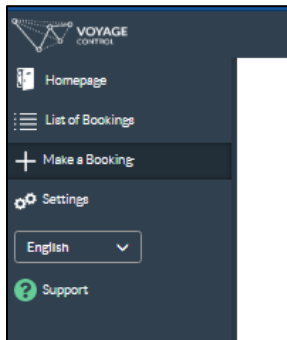 VOYAGE
CONTROL
Homepage
List of Bookings
Make a Booking
Settings
English
? Support